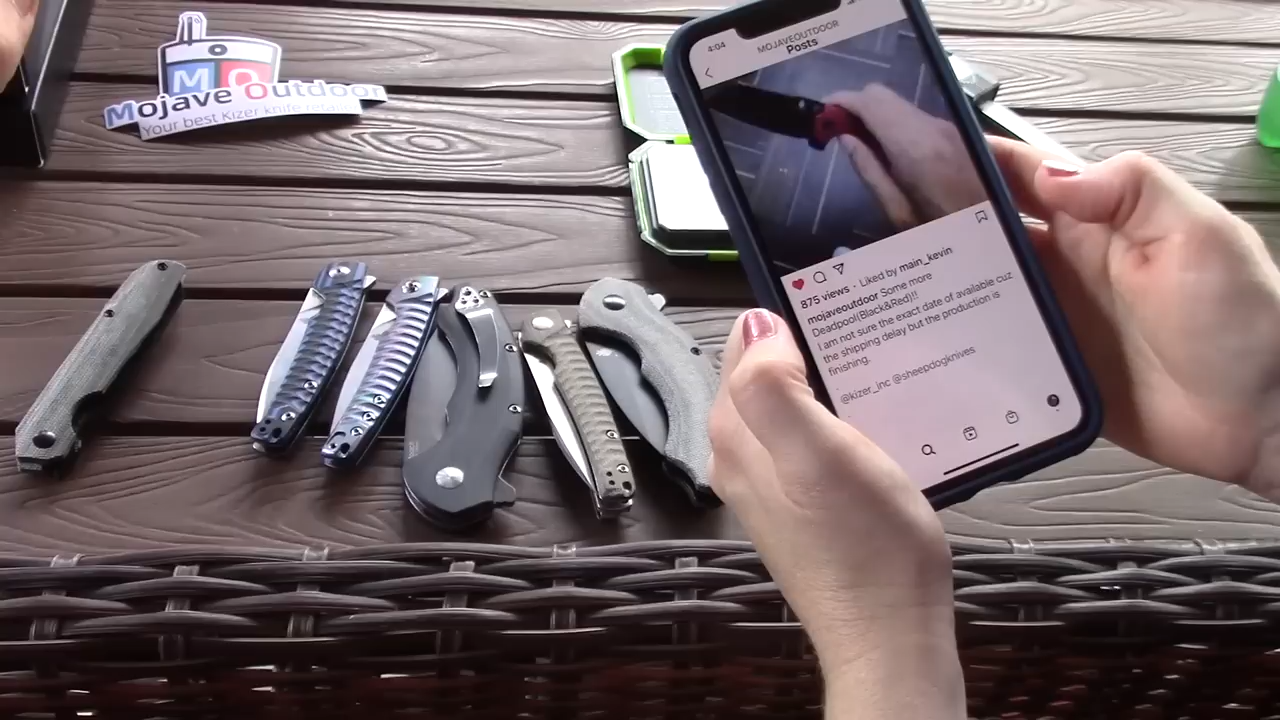 MO
Mojave Outdoor
Your best Kizer knife retailer
4:04
MOJAVEOUTDOOR
Posts
875 views · Liked by main_kevin
mojaveoutdoor Some more
Deadpool(Black&Red)!!
I am not sure the exact date of available cuz
the shipping delay but the production is
finishing.
@kizer_inc @sheepdogknives